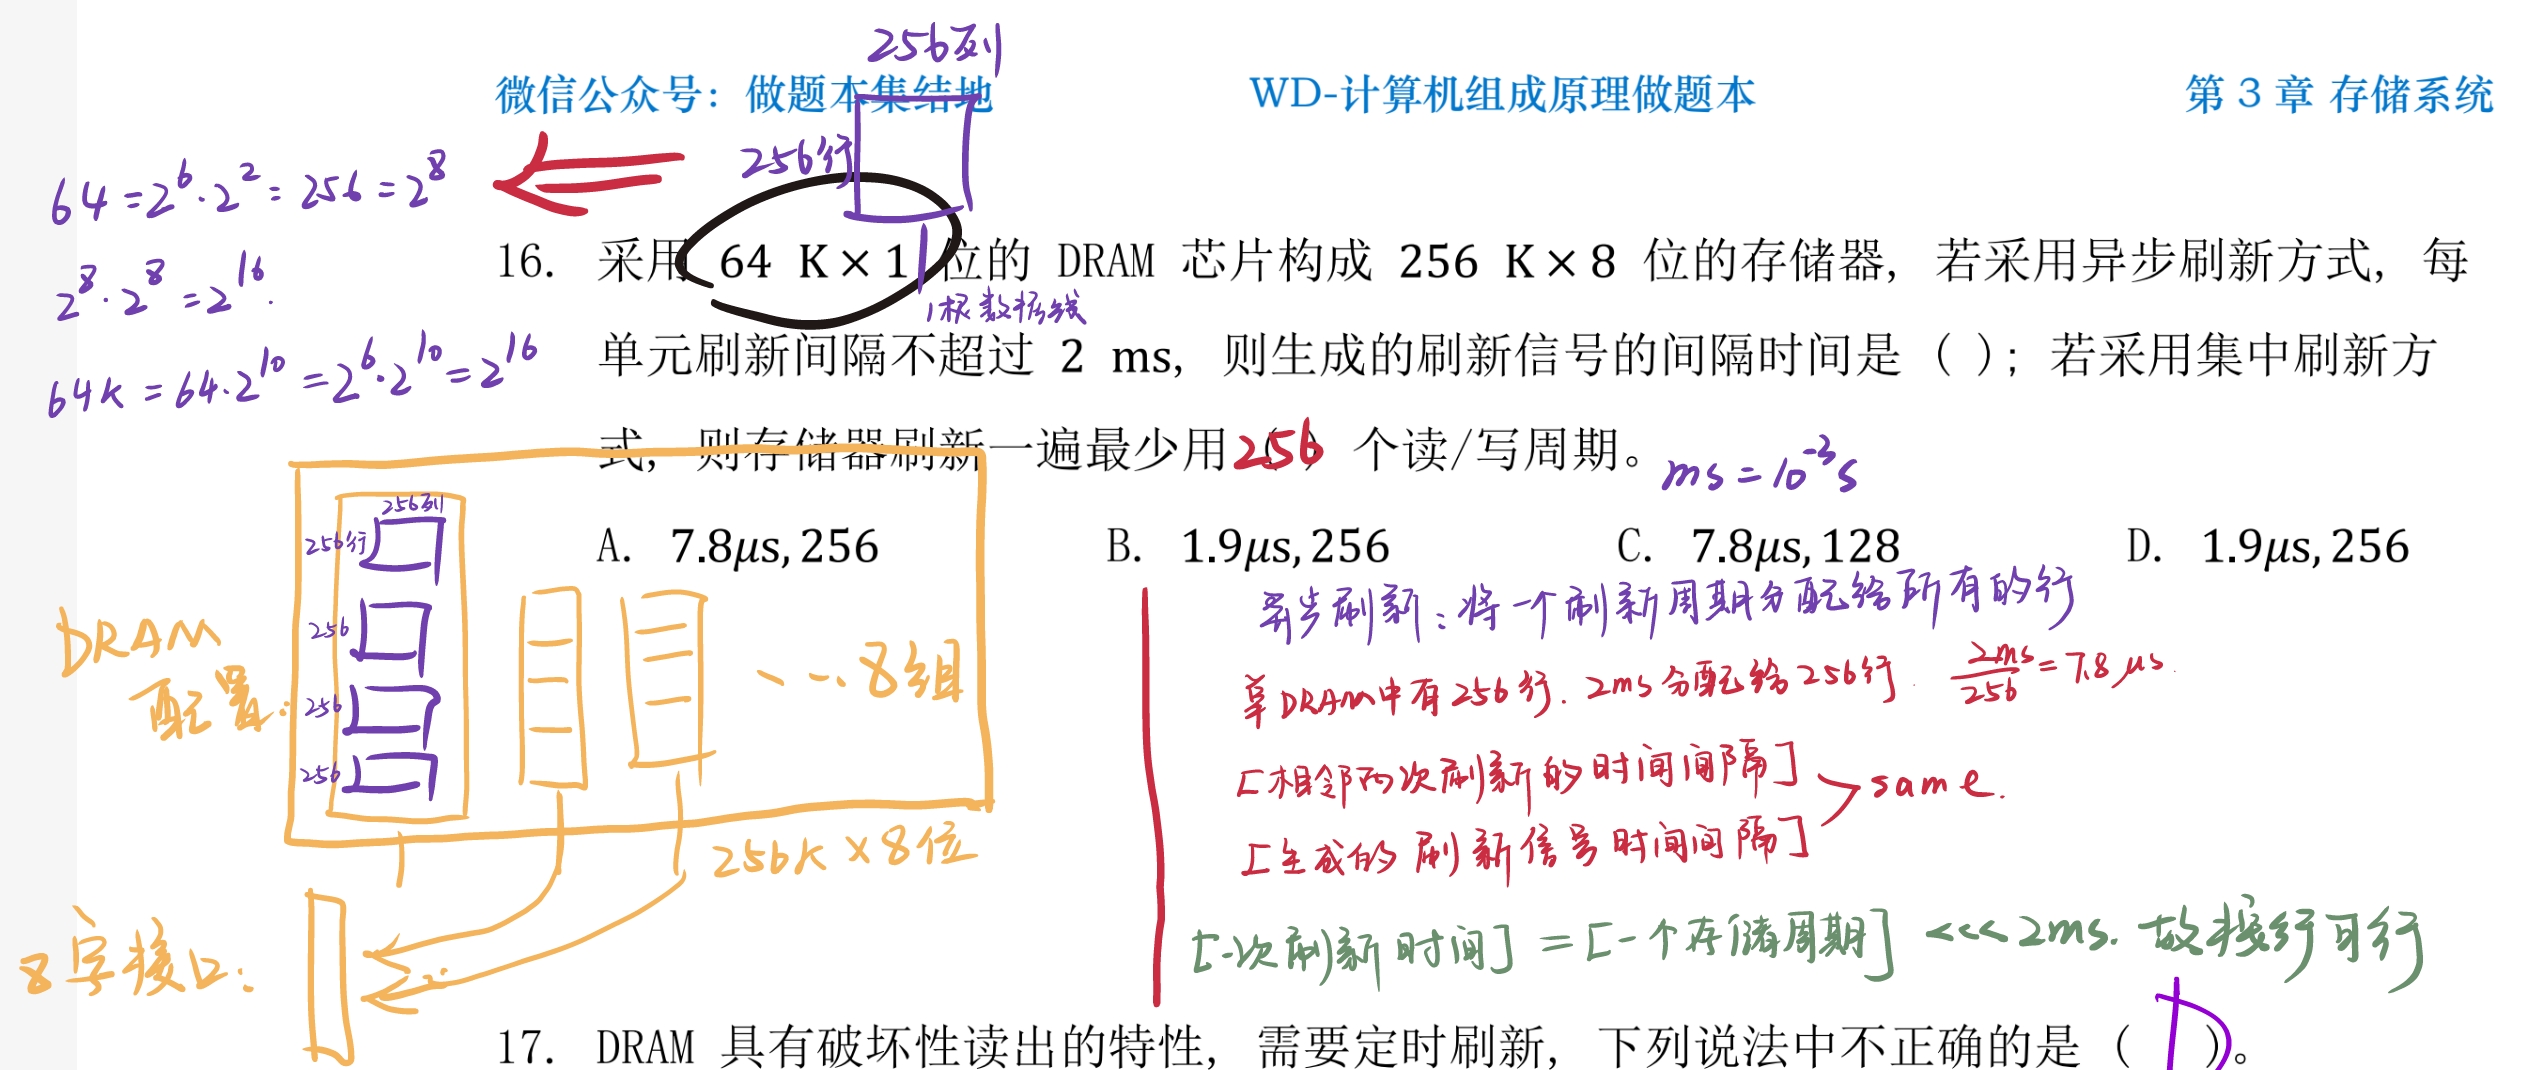 256列
微信公众号：做题本集结地 WD-计算机组成原理做题本 第 3 章 存储系统
256行
64 = 2^6 · 2^2 = 256 = 2^8
2^8 · 2^8 = 2^16.
64K = 64·2^10 = 2^6·2^10 = 2^16
16. 采用 64 K × 1 位的 DRAM 芯片构成 256 K × 8 位的存储器，若采用异步刷新方式，每
1根数据线
单元刷新间隔不超过 2 ms，则生成的刷新信号的间隔时间是（ ）；若采用集中刷新方
式，则存储器刷新一遍最少用（256）个读/写周期。
ms = 10^-3 s
A. 7.8μs, 256 B. 1.9μs, 256 C. 7.8μs, 128 D. 1.9μs, 256
256列
256行
256
256
256
DRAM
配置:
... 8组
256K × 8位
8字接口:
异步刷新：将一个刷新周期分配给所有的行
单DRAM中有256行. 2ms分配给256行. 2ms/256 = 7.8μs.
[相邻两次刷新的时间间隔]
same.
[生成的刷新信号时间间隔]
[一次刷新时间] = [一个存储周期] <<< 2ms. 故按行可行
17. DRAM 具有破坏性读出的特性，需要定时刷新，下列说法中不正确的是（ D ）。